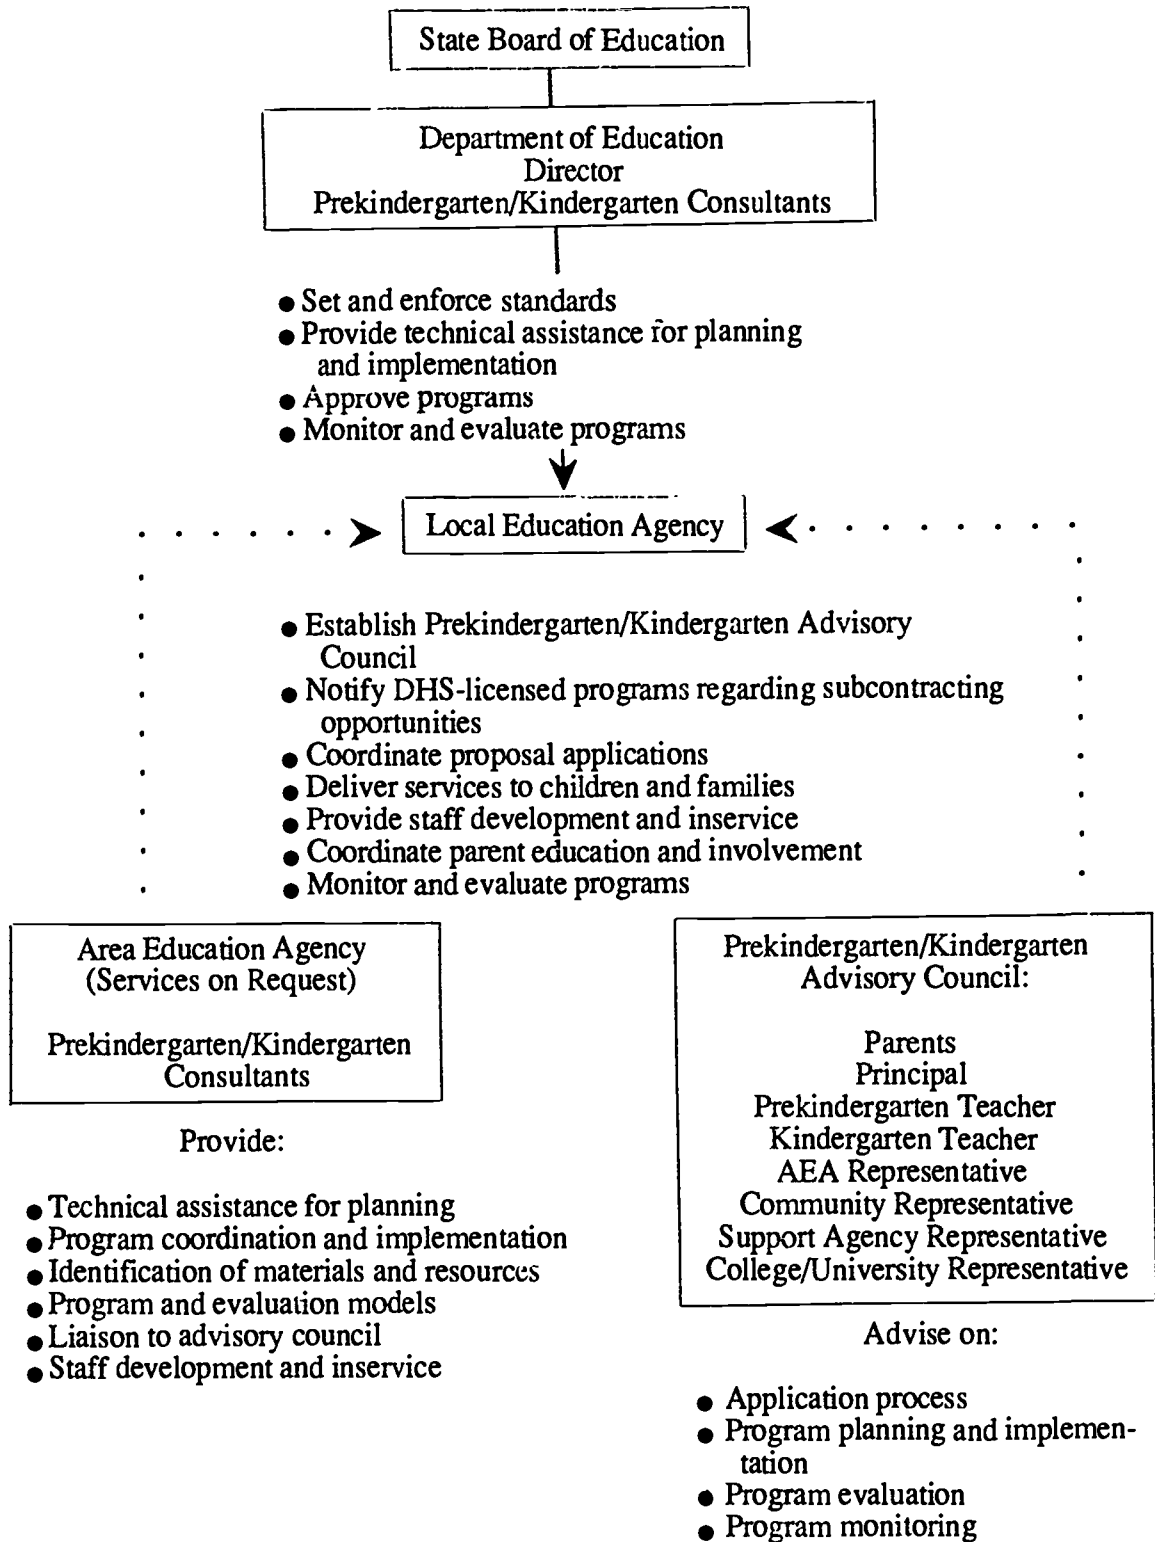 State Board of Education
Department of Education
Director
Prekindergarten/Kindergarten Consultants
● Set and enforce standards
● Provide technical assistance for planning
and implementation
● Approve programs
● Monitor and evaluate programs
Local Education Agency
● Establish Prekindergarten/Kindergarten Advisory
Council
● Notify DHS-licensed programs regarding subcontracting
opportunities
● Coordinate proposal applications
● Deliver services to children and families
● Provide staff development and inservice
● Coordinate parent education and involvement
● Monitor and evaluate programs
Area Education Agency
(Services on Request)
Prekindergarten/Kindergarten
Consultants
Provide:
● Technical assistance for planning
● Program coordination and implementation
● Identification of materials and resources
● Program and evaluation models
● Liaison to advisory council
● Staff development and inservice
Prekindergarten/Kindergarten
Advisory Council:
Parents
Principal
Prekindergarten Teacher
Kindergarten Teacher
AEA Representative
Community Representative
Support Agency Representative
College/University Representative
Advise on:
● Application process
● Program planning and implemen-
tation
● Program evaluation
● Program monitoring